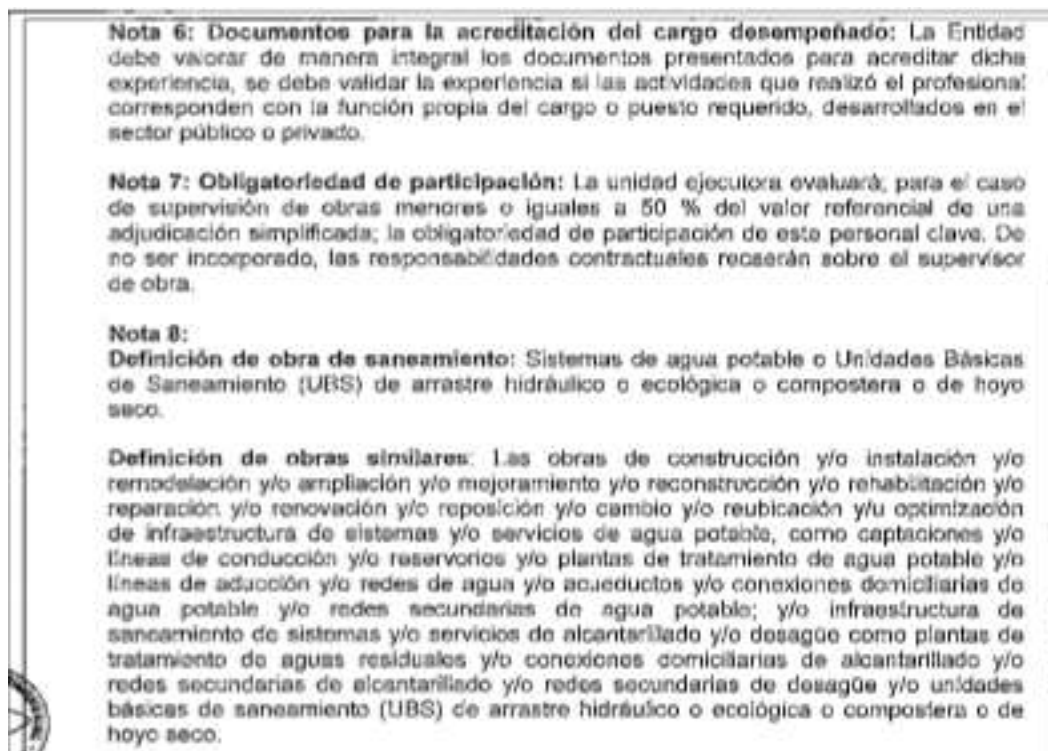 Nota 6: Documentos para la acreditación del cargo desempeñado: La Entidad
debe valorar de manera integral los documentos presentados para acreditar dicha
experiencia, se debe validar la experiencia si las actividades que realizó el profesional
corresponden con la función propia del cargo o puesto requerido, desarrollados en el
sector público o privado.
Nota 7: Obligatoriedad de participación: La unidad ejecutora evaluará, para el caso
de supervisión de obras menores o iguales a 50 % del valor referencial de una
adjudicación simplificada; la obligatoriedad de participación de este personal clave. De
no ser incorporado, las responsabilidades contractuales recaerán sobre el supervisor
de obra.
Nota 8:
Definición de obra de saneamiento: Sistemas de agua potable o Unidades Básicas
de Saneamiento (UBS) de arrastre hidráulico o ecológica o compostera o de hoyo
seco.
Definición de obras similares: Las obras de construcción y/o instalación y/o
remodelación y/o ampliación y/o mejoramiento y/o reconstrucción y/o rehabilitación y/o
reparación y/o renovación y/o reposición y/o cambio y/o reubicación y/u optimización
de infraestructura de sistemas y/o servicios de agua potable, como captaciones y/o
líneas de conducción y/o reservorios y/o plantas de tratamiento de agua potable y/o
líneas de aducción y/o redes de agua y/o acueductos y/o conexiones domiciliarias de
agua potable y/o redes secundarias de agua potable; y/o infraestructura de
saneamiento de sistemas y/o servicios de alcantarillado y/o desagüe como plantas de
tratamiento de aguas residuales y/o conexiones domiciliarias de alcantarillado y/o
redes secundarias de alcantarillado y/o redes secundarias de desagüe y/o unidades
básicas de saneamiento (UBS) de arrastre hidráulico o ecológica o compostera o de
hoyo seco.